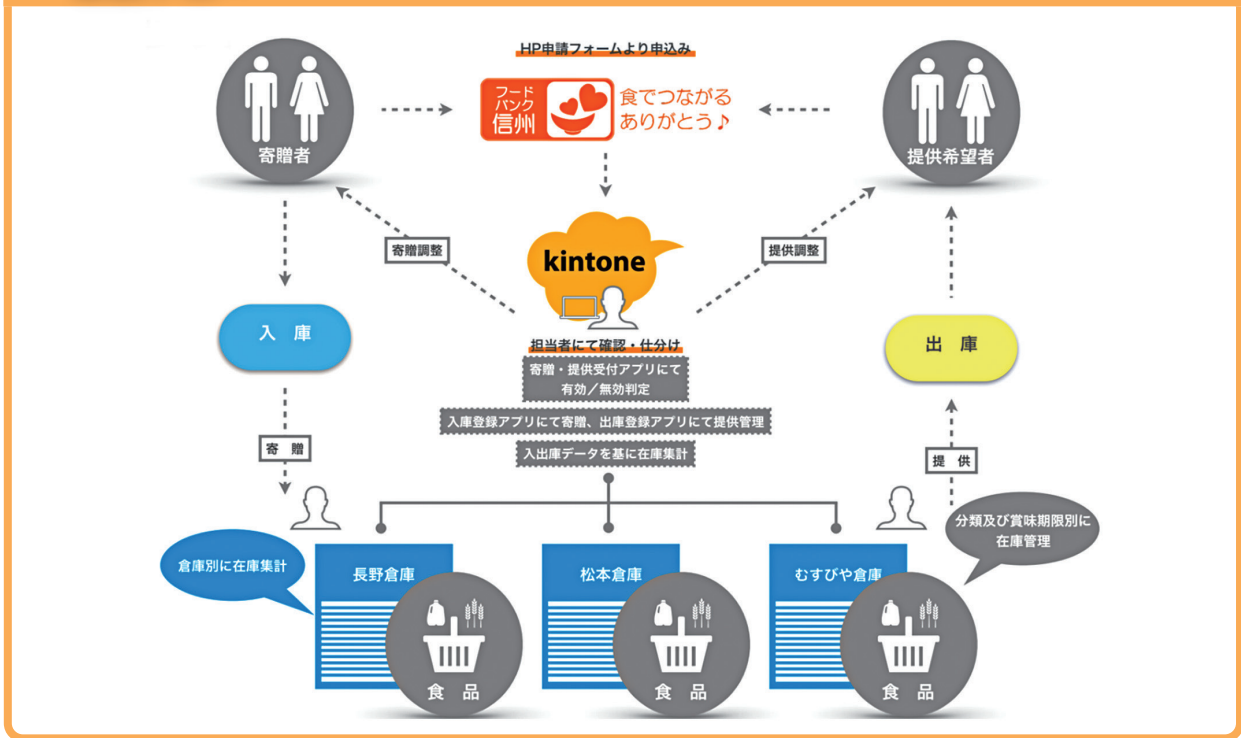 HP申請フォームより申込み
フード
バンク
信州
食でつながる
ありがとう♪
寄贈者
提供希望者
寄贈調整
kintone
提供調整
入 庫
担当者にて確認・仕分け
出 庫
寄贈・提供受付アプリにて
有効／無効判定
入庫登録アプリにて寄贈、出庫登録アプリにて提供管理
寄 贈
入出庫データを基に在庫集計
提 供
分類及び賞味期限別に
在庫管理
倉庫別に在庫集計
長野倉庫
松本倉庫
むすびや倉庫
食 品
食 品
食 品